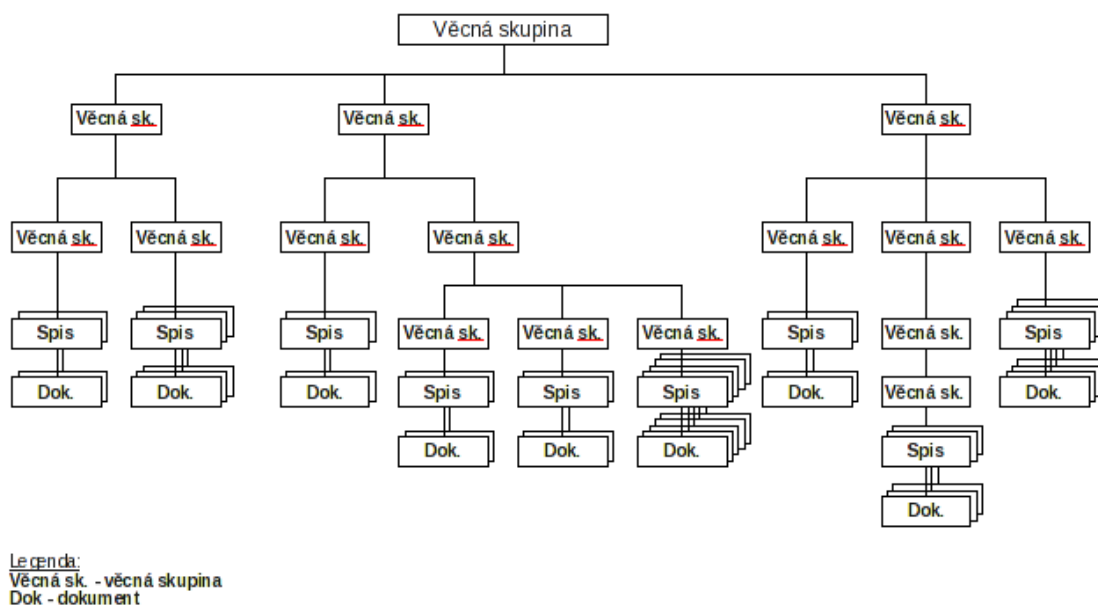 Věcná skupina
Věcná sk. Věcná sk. Věcná sk.
Věcná sk. Věcná sk. Věcná sk. Věcná sk. Věcná sk. Věcná sk. Věcná sk.
Spis Spis Spis Věcná sk. Věcná sk. Věcná sk. Spis Věcná sk. Spis
Dok. Dok. Dok. Spis Spis Spis Dok. Věcná sk. Dok.
Dok. Dok. Dok. Spis
Dok.
Legenda:
Věcná sk. - věcná skupina
Dok - dokument